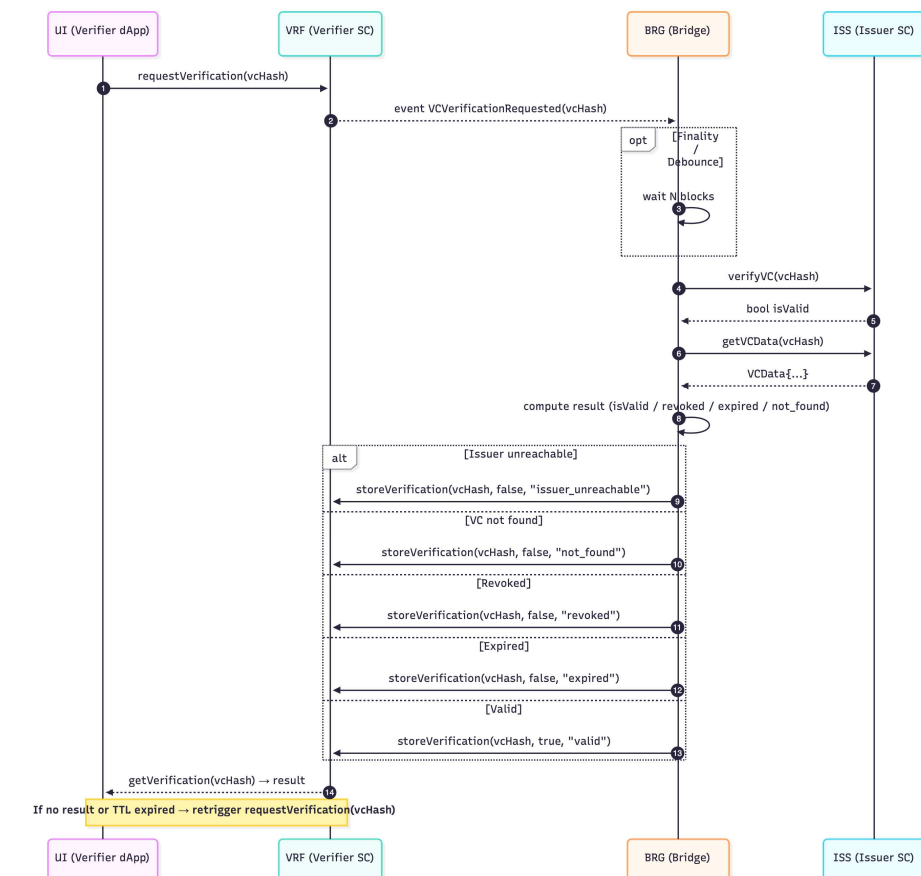 UI (Verifier dApp)
VRF (Verifier SC)
BRG (Bridge)
ISS (Issuer SC)
requestVerification(vcHash)
1
event VCVerificationRequested(vcHash)
2
opt
[Finality
/
Debounce]
wait N blocks
3
verifyVC(vcHash)
4
bool isValid
5
getVCData(vcHash)
6
VCData{...}
7
compute result (isValid / revoked / expired / not_found)
8
alt
[Issuer unreachable]
storeVerification(vcHash, false, "issuer_unreachable")
9
[VC not found]
storeVerification(vcHash, false, "not_found")
10
[Revoked]
storeVerification(vcHash, false, "revoked")
11
[Expired]
storeVerification(vcHash, false, "expired")
12
[Valid]
storeVerification(vcHash, true, "valid")
13
getVerification(vcHash) → result
14
If no result or TTL expired → retrigger requestVerification(vcHash)
UI (Verifier dApp)
VRF (Verifier SC)
BRG (Bridge)
ISS (Issuer SC)